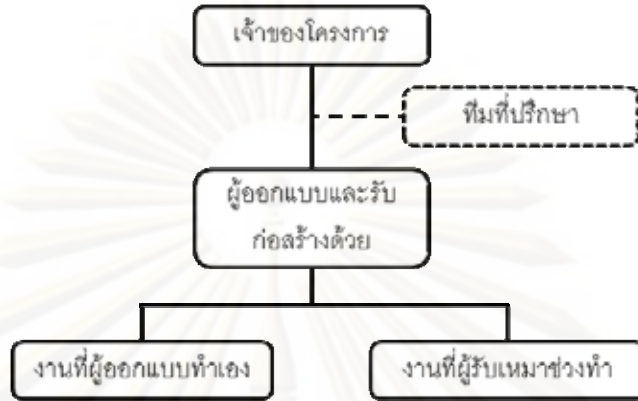 เจ้าของโครงการ
ทีมที่ปรึกษา
ผู้ออกแบบและรับ
ก่อสร้างด้วย
งานที่ผู้ออกแบบทำเอง
งานที่ผู้รับเหมาช่วงทำ